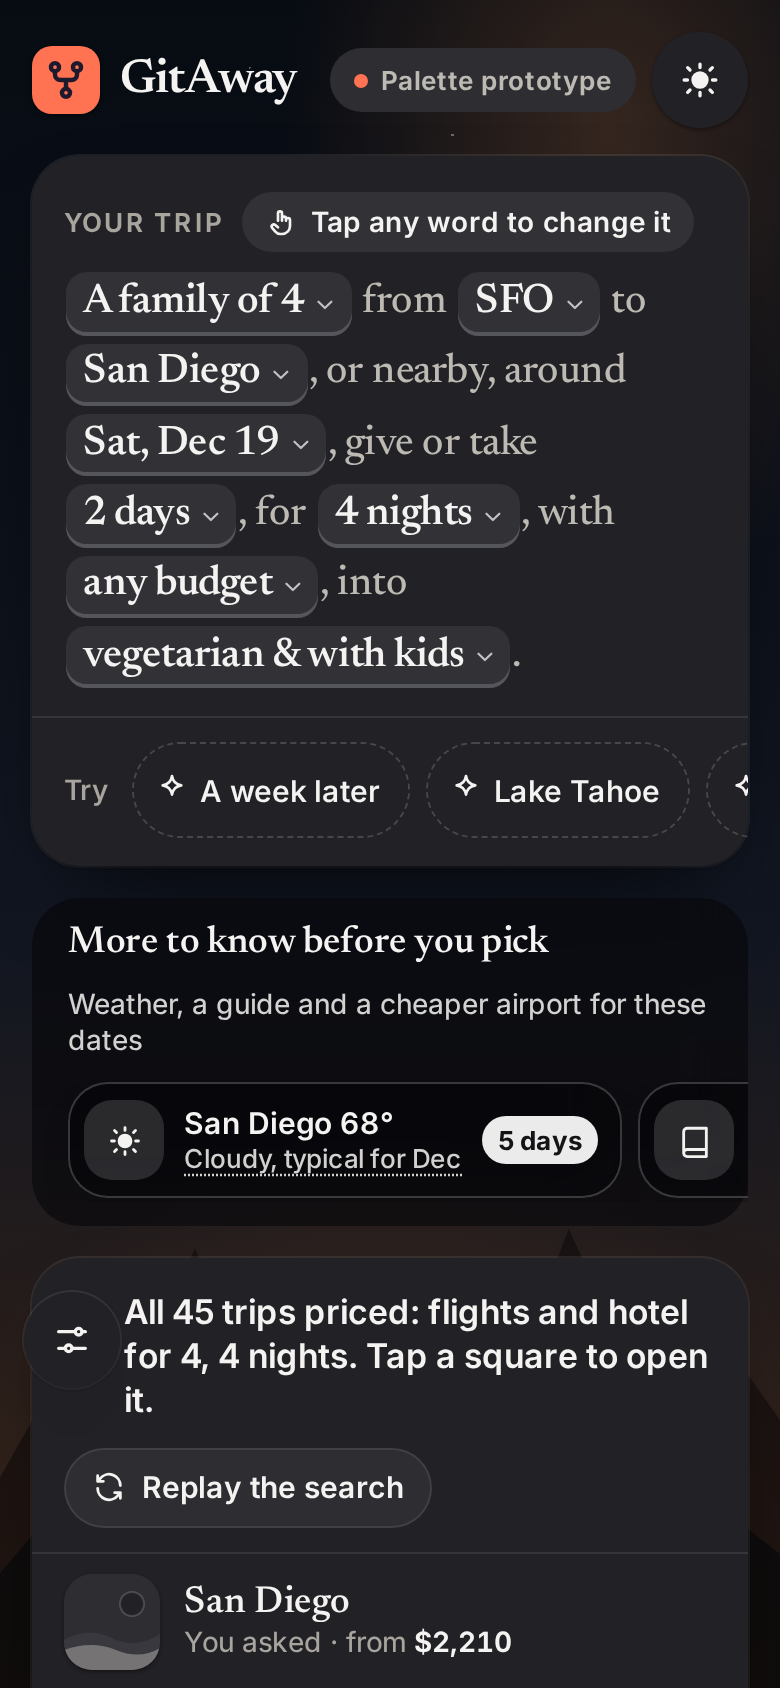 GitAway
Palette prototype
YOUR TRIP
Tap any word to change it
A family of 4 from SFO to
San Diego, or nearby, around
Sat, Dec 19, give or take
2 days, for 4 nights, with
any budget, into
vegetarian & with kids.
Try
A week later
Lake Tahoe
More to know before you pick
Weather, a guide and a cheaper airport for these
dates
San Diego 68°
Cloudy, typical for Dec
5 days
All 45 trips priced: flights and hotel
for 4, 4 nights. Tap a square to open
it.
Replay the search
San Diego
You asked · from $2,210